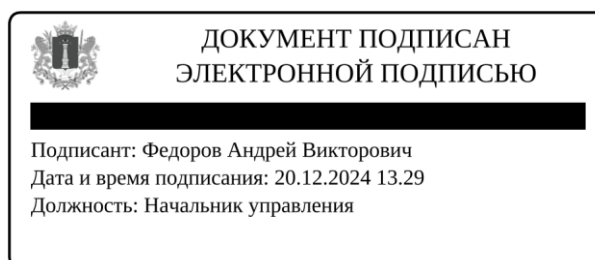 ДОКУМЕНТ ПОДПИСАН
ЭЛЕКТРОННОЙ ПОДПИСЬЮ
Подписант: Федоров Андрей Викторович
Дата и время подписания: 20.12.2024 13.29
Должность: Начальник управления